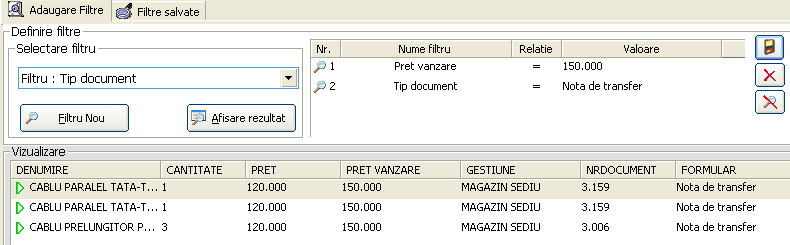 Adaugare Filtre Filtre salvate
Definire filtre
Selectare filtru
Filtru : Tip document
Filtru Nou Afisare rezultat
Nr. Nume filtru Relatie Valoare
1 Pret vanzare = 150.000
2 Tip document = Nota de transfer
Vizualizare
DENUMIRE CANTITATE PRET PRET VANZARE GESTIUNE NRDOCUMENT FORMULAR
CABLU PARALEL TATA-T... 1 120.000 150.000 MAGAZIN SEDIU 3.159 Nota de transfer
CABLU PARALEL TATA-T... 1 120.000 150.000 MAGAZIN SEDIU 3.159 Nota de transfer
CABLU PRELUNGITOR P... 3 120.000 150.000 MAGAZIN SEDIU 3.006 Nota de transfer